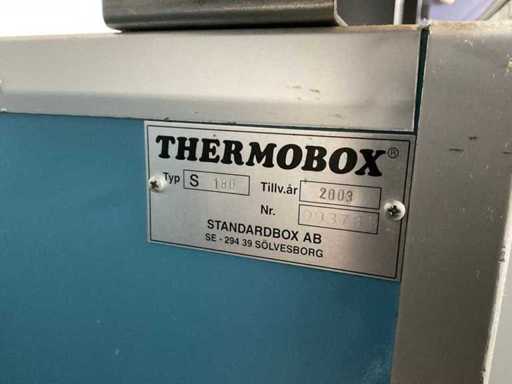 THERMOBOX®
Typ S 180 Tillv.år 2003
Nr.
STANDARDBOX AB
SE - 294 39 SÖLVESBORG